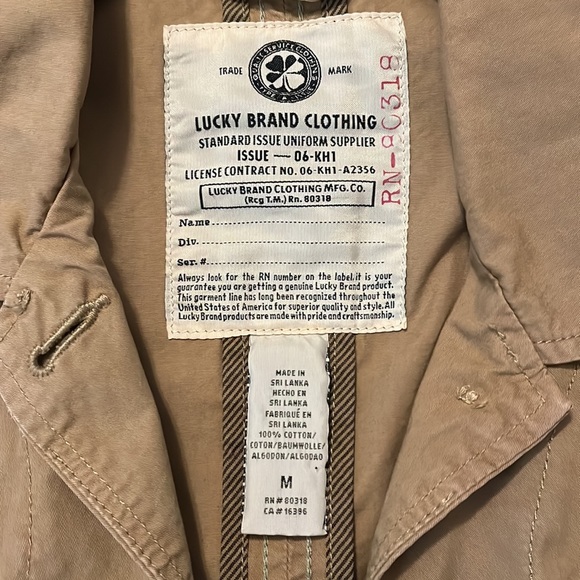 QUALITY SERVICE CLOTHING
TRADE MARK
LUCKY BRAND CLOTHING
STANDARD ISSUE UNIFORM SUPPLIER
ISSUE — 06-KH1
LICENSE CONTRACT NO. 06-KH1-A2356
LUCKY BRAND CLOTHING MFG. CO.
(Reg T.M.) Rn. 80318
RN-80318
Name
Div.
Ser. #.
Always look for the RN number on the label, it is your
guarantee you are getting a genuine Lucky Brand product.
This garment line has long been recognized throughout the
United States of America for superior quality and style. All
Lucky Brand products are made with pride and craftsmanship.
MADE IN
SRI LANKA
HECHO EN
SRI LANKA
FABRIQUÉ EN
SRI LANKA
100% COTTON/
COTON/BAUMWOLLE/
ALGODON/ALGODAO
M
RN# 80318
CA# 16396